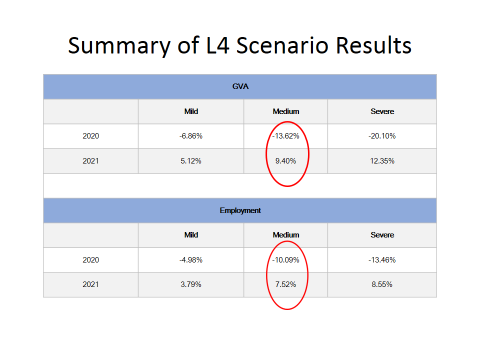 Summary of L4 Scenario Results
GVA
Mild Medium Severe
2020 -6.86% -13.62% -20.10%
2021 5.12% 9.40% 12.35%
Employment
Mild Medium Severe
2020 -4.98% -10.09% -13.46%
2021 3.79% 7.52% 8.55%